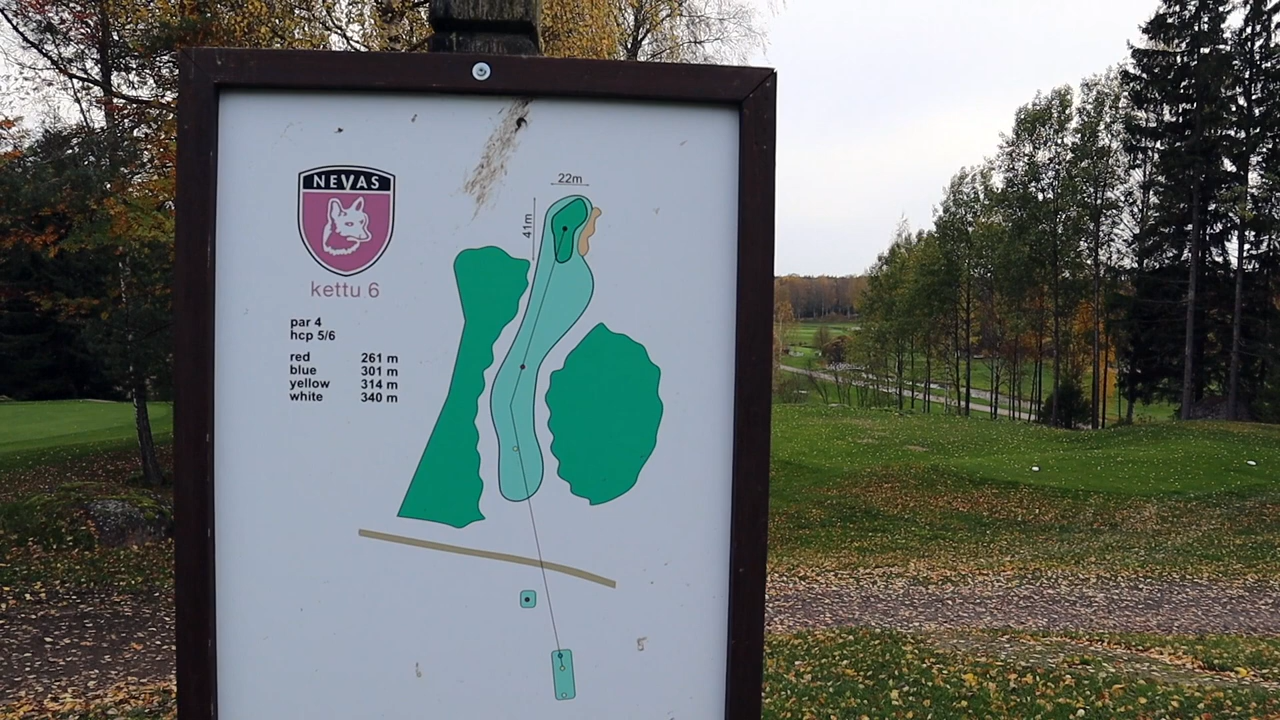 NEVAS
kettu 6
par 4
hcp 5/6
red 261 m
blue 301 m
yellow 314 m
white 340 m
22m
41m